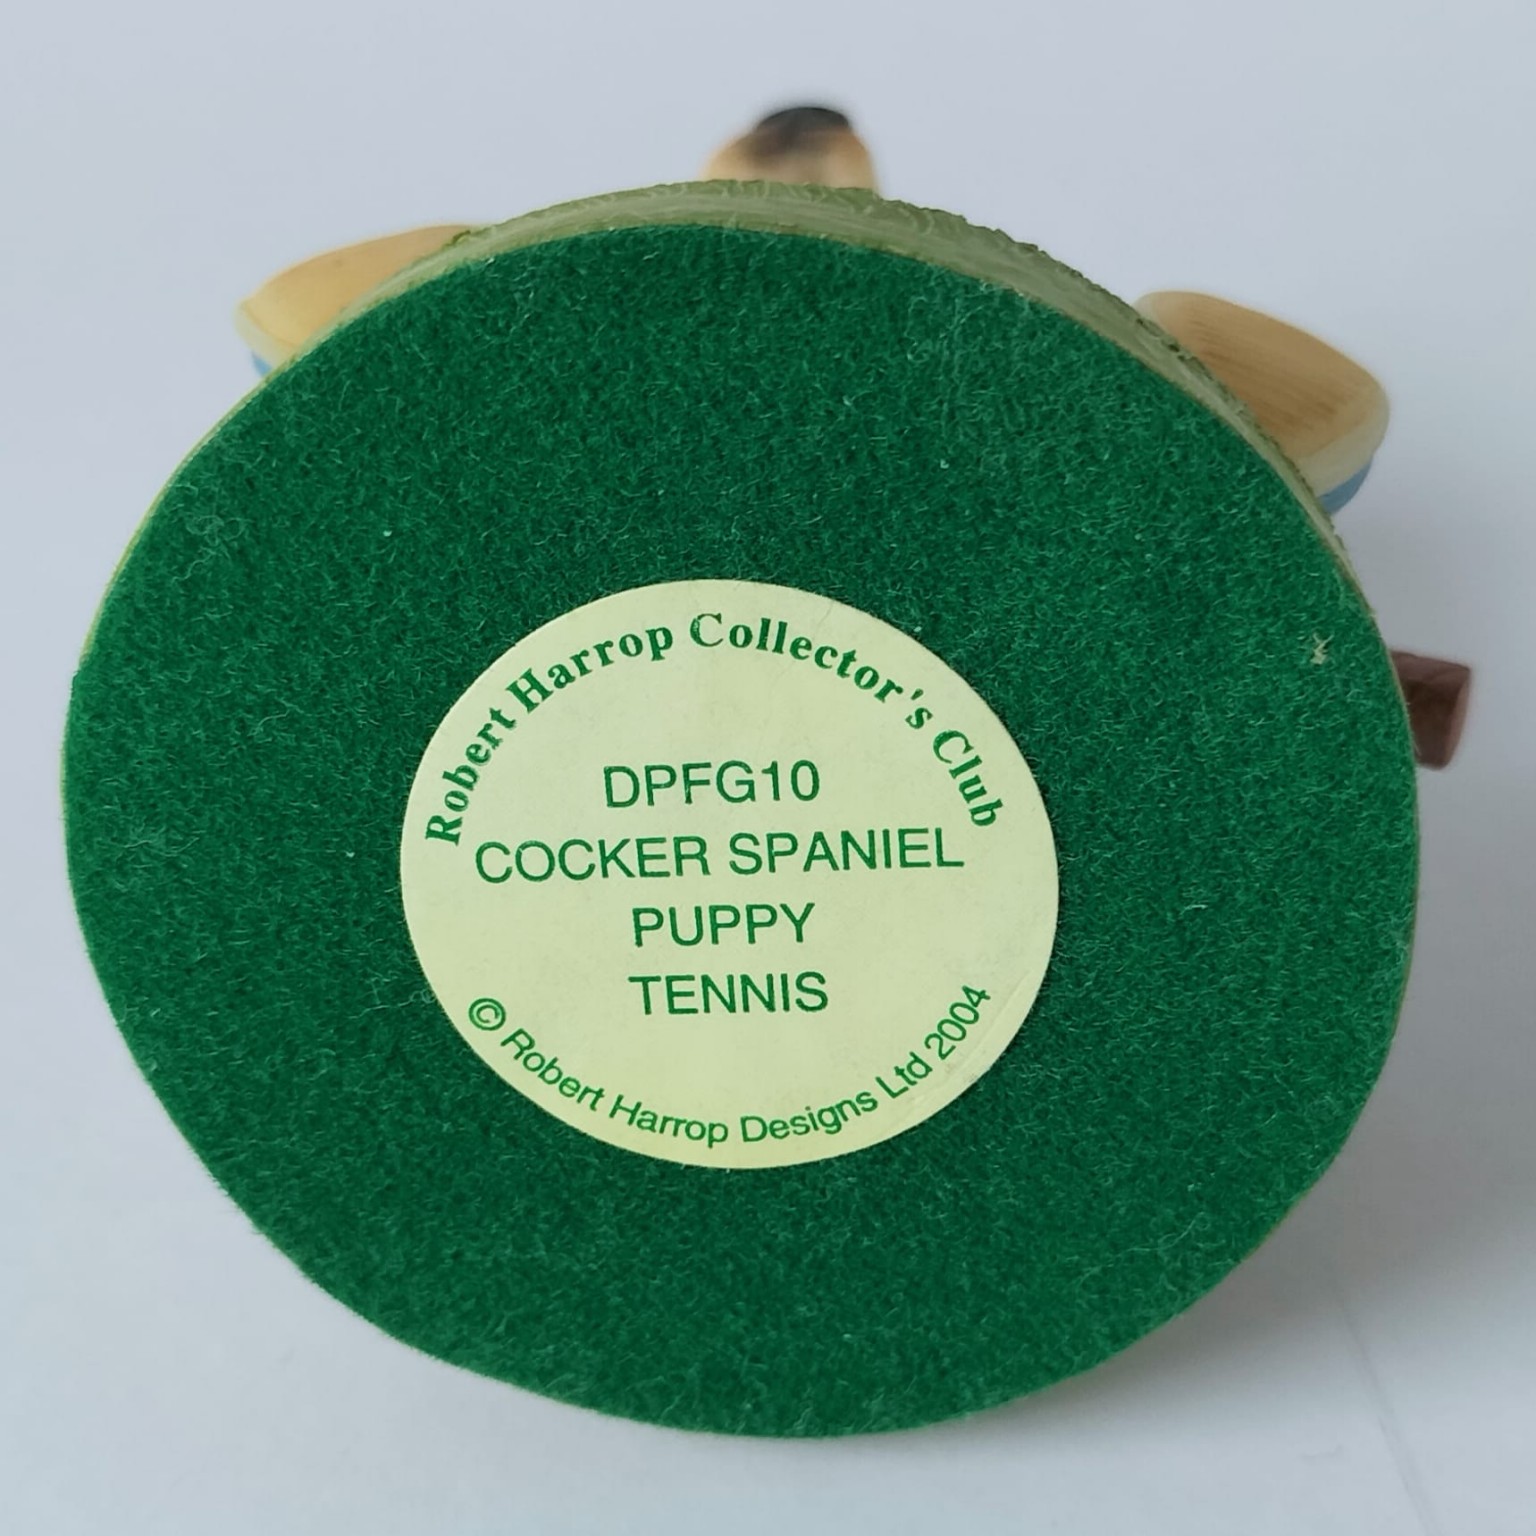 Robert Harrop Collector's Club
DPFG10
COCKER SPANIEL
PUPPY
TENNIS
© Robert Harrop Designs Ltd 2004